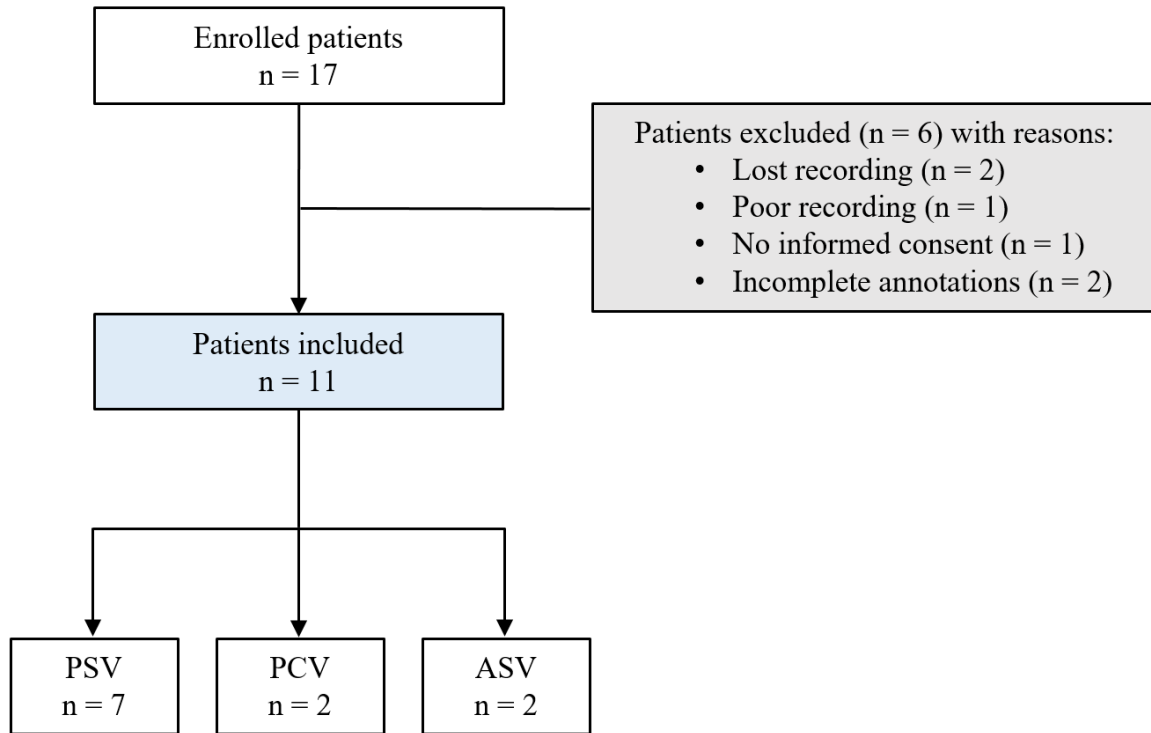 Enrolled patients
n = 17
Patients excluded (n = 6) with reasons:
• Lost recording (n = 2)
• Poor recording (n = 1)
• No informed consent (n = 1)
• Incomplete annotations (n = 2)
Patients included
n = 11
PSV
n = 7
PCV
n = 2
ASV
n = 2